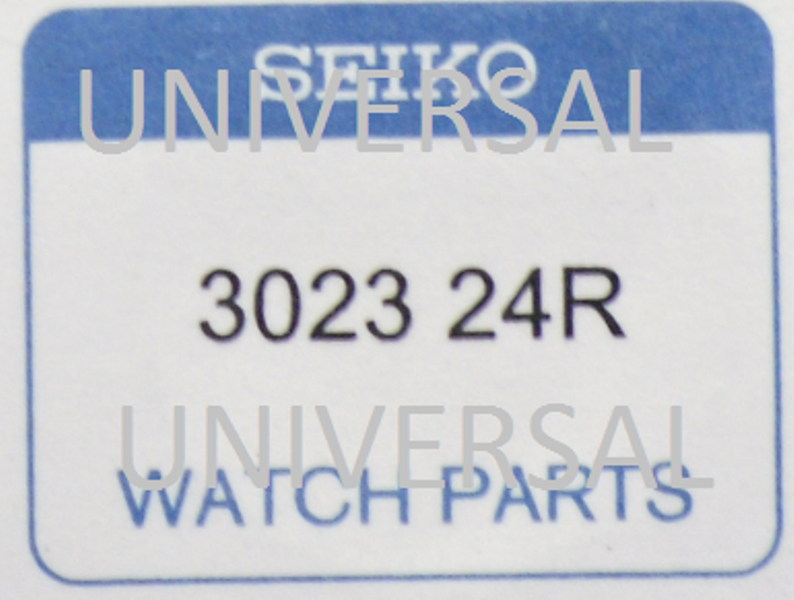 SEIKO
UNIVERSAL
3023 24R
UNIVERSAL
WATCH PARTS